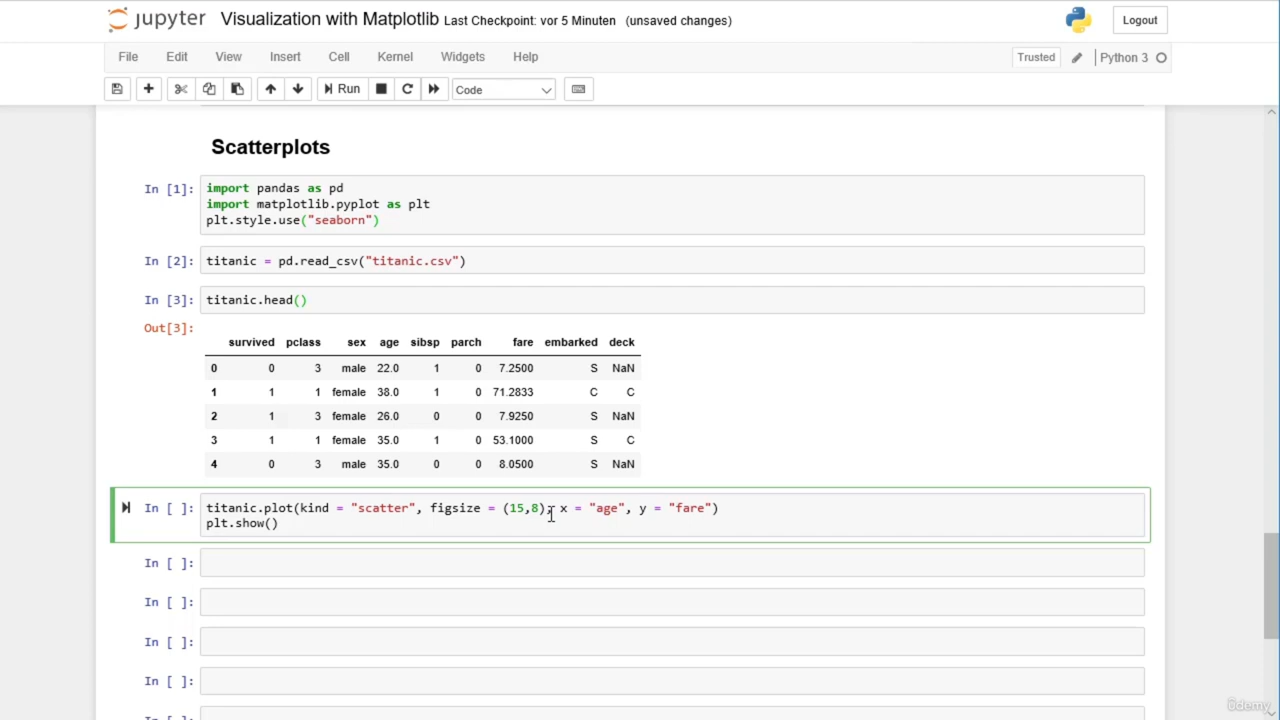 jupyter Visualization with Matplotlib Last Checkpoint: vor 5 Minuten (unsaved changes) Logout
File Edit View Insert Cell Kernel Widgets Help Trusted Python 3
Run Code
Scatterplots
In [1]: import pandas as pd
import matplotlib.pyplot as plt
plt.style.use("seaborn")
In [2]: titanic = pd.read_csv("titanic.csv")
In [3]: titanic.head()
Out[3]:
survived pclass sex age sibsp parch fare embarked deck
0 0 3 male 22.0 1 0 7.2500 S NaN
1 1 1 female 38.0 1 0 71.2833 C C
2 1 3 female 26.0 0 0 7.9250 S NaN
3 1 1 female 35.0 1 0 53.1000 S C
4 0 3 male 35.0 0 0 8.0500 S NaN
In [ ]: titanic.plot(kind = "scatter", figsize = (15,8), x = "age", y = "fare")
plt.show()
In [ ]:
In [ ]:
In [ ]:
In [ ]:
In [ ]:
ûdemy